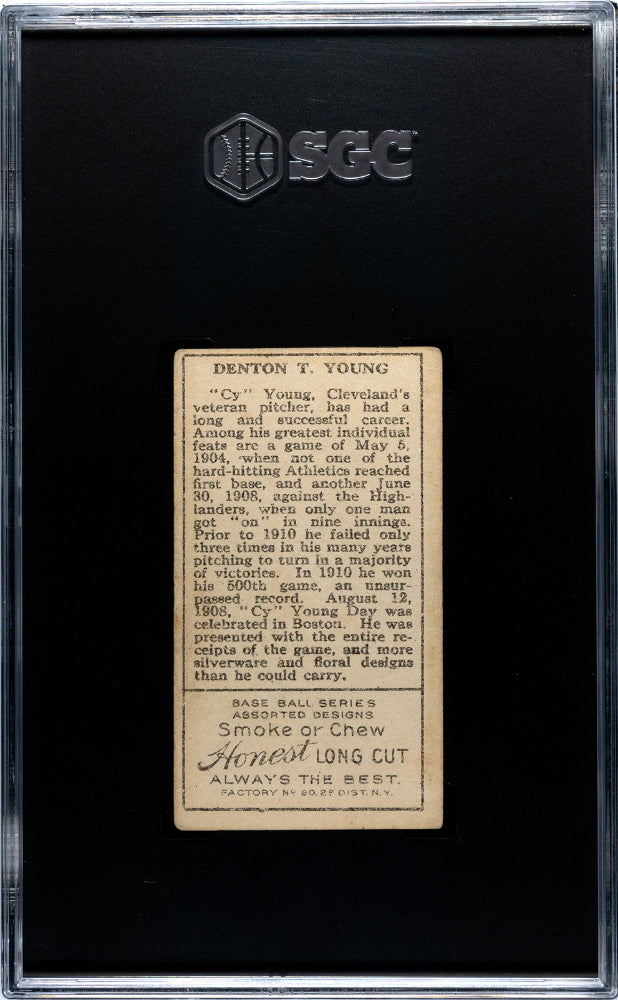 SGC
DENTON T. YOUNG
"Cy" Young, Cleveland's
veteran pitcher, has had a
long and successful career.
Among his greatest individual
feats are a game of May 5,
1904, when not one of the
hard-hitting Athletics reached
first base, and another June
30, 1908, against the High-
landers, when only one man
got "on" in nine innings.
Prior to 1910 he failed only
three times in his many years
pitching to turn in a majority
of victories. In 1910 he won
his 500th game, an unsur-
passed record. August 12,
1908, "Cy" Young Day was
celebrated in Boston. He was
presented with the entire re-
ceipts of the game, and more
silverware and floral designs
than he could carry.
BASE BALL SERIES
ASSORTED DESIGNS
Smoke or Chew
Honest LONG CUT
ALWAYS THE BEST.
FACTORY Nº 60, 2º DIST. N.Y.